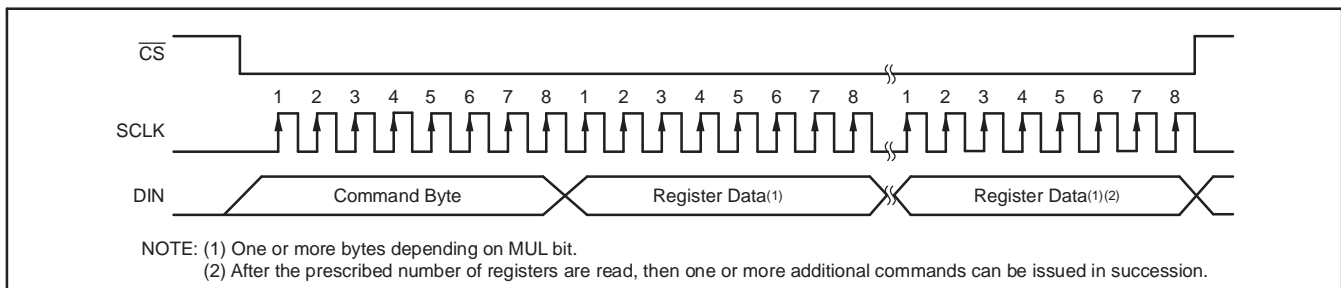 CS
1 2 3 4 5 6 7 8 1 2 3 4 5 6 7 8 1 2 3 4 5 6 7 8
SCLK
DIN Command Byte Register Data(1) Register Data(1)(2)
NOTE: (1) One or more bytes depending on MUL bit.
(2) After the prescribed number of registers are read, then one or more additional commands can be issued in succession.